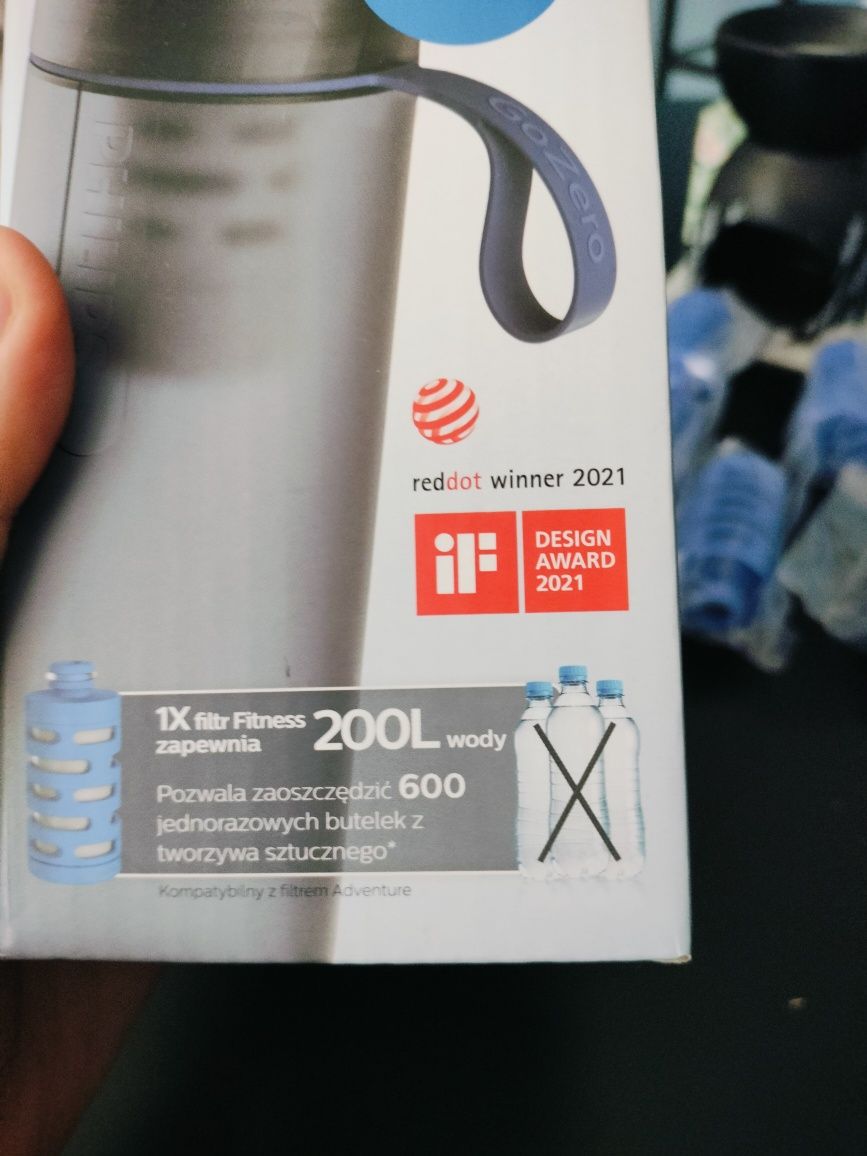 PHILIPS
GoZero
reddot winner 2021
iF
DESIGN
AWARD
2021
1X filtr Fitness
zapewnia
200L wody
Pozwala zaoszczędzić 600
jednorazowych butelek z
tworzywa sztucznego*
Kompatybilny z filtrem Adventure